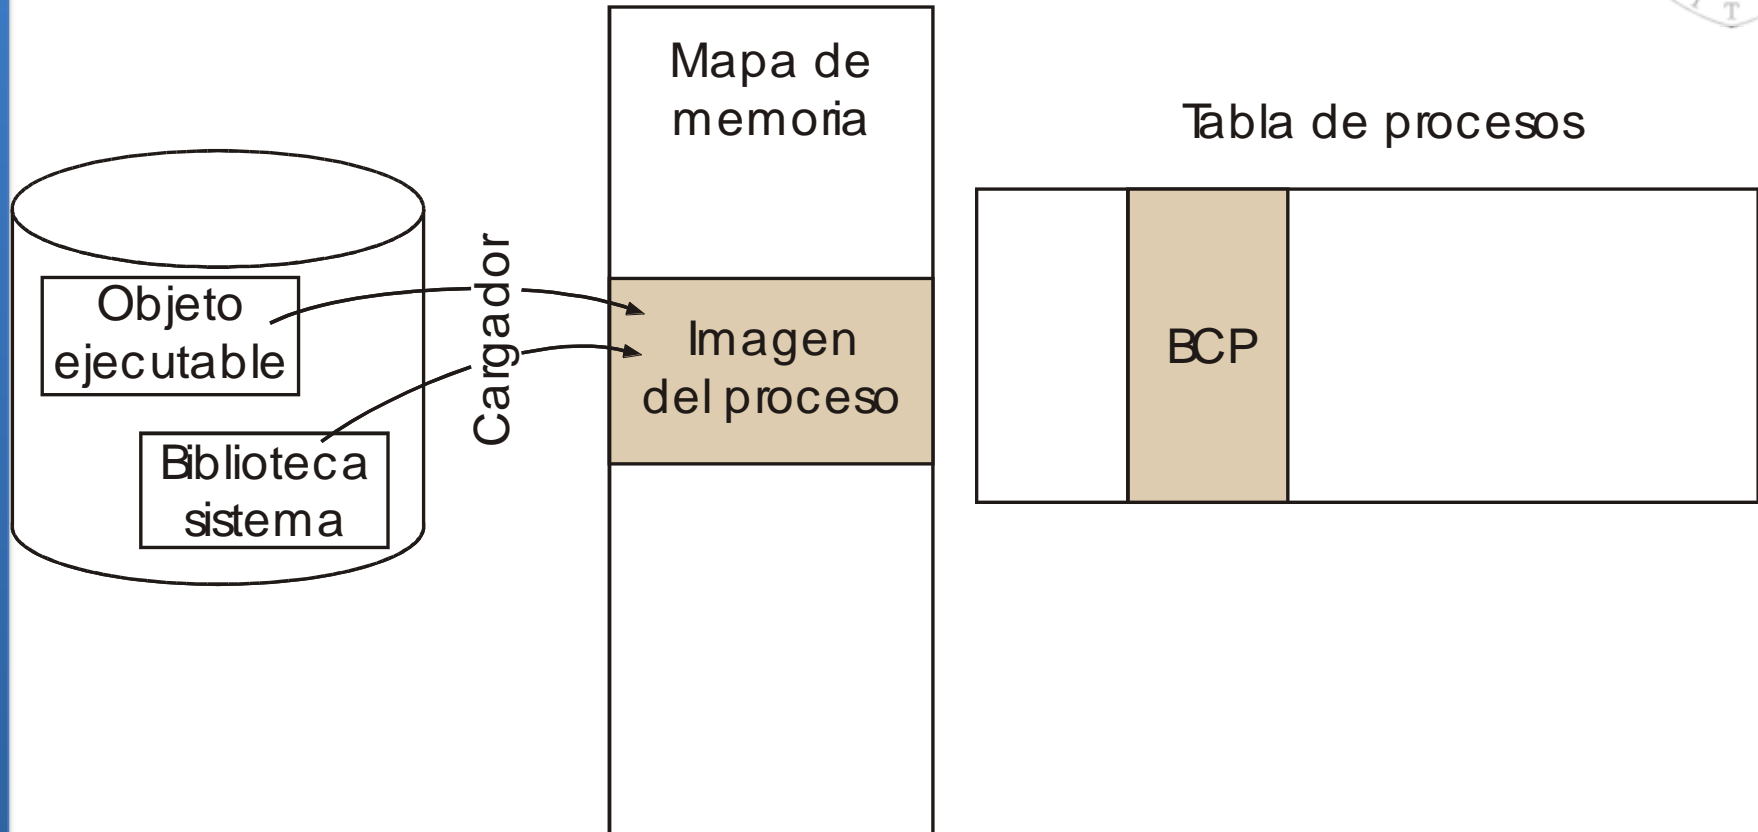 Mapa de
memoria
Tabla de procesos
Objeto
ejecutable
Cargador
Imagen
del proceso
BCP
Biblioteca
sistema
T